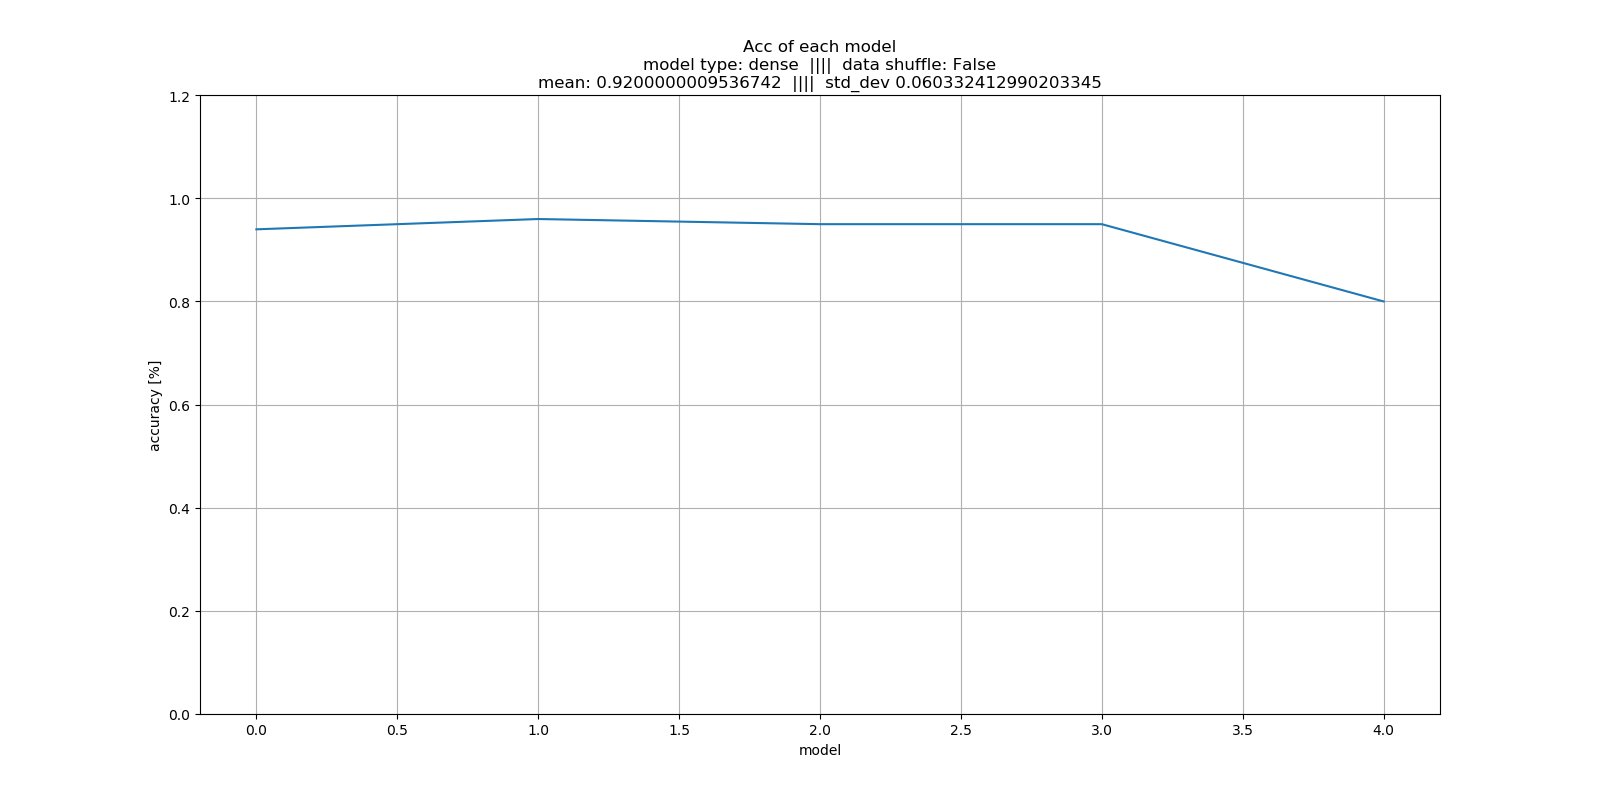 Acc of each model
model type: dense  ||||  data shuffle: False
mean: 0.9200000009536742  ||||  std_dev 0.060332412990203345
1.2
1.0
0.8
0.6
0.4
0.2
0.0
accuracy [%]
0.0 0.5 1.0 1.5 2.0 2.5 3.0 3.5 4.0
model